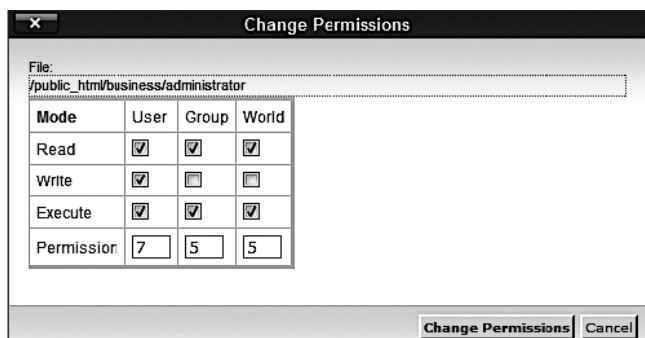 Change Permissions
File:
/public_html/business/administrator
Mode User Group World
Read
Write
Execute
Permission 7 5 5
Change Permissions Cancel